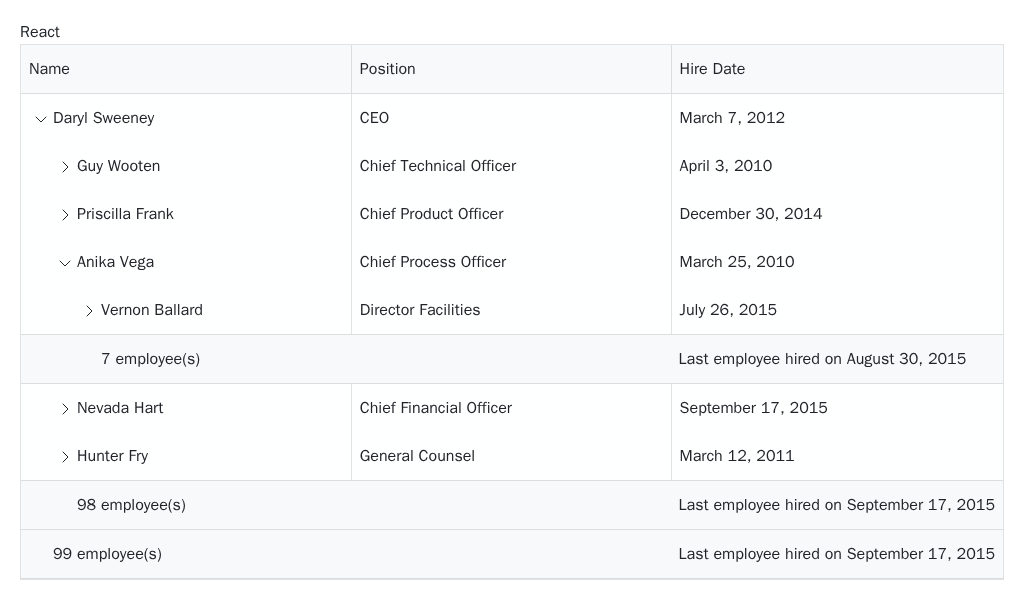 React
Name Position Hire Date
Daryl Sweeney CEO March 7, 2012
Guy Wooten Chief Technical Officer April 3, 2010
Priscilla Frank Chief Product Officer December 30, 2014
Anika Vega Chief Process Officer March 25, 2010
Vernon Ballard Director Facilities July 26, 2015
7 employee(s) Last employee hired on August 30, 2015
Nevada Hart Chief Financial Officer September 17, 2015
Hunter Fry General Counsel March 12, 2011
98 employee(s) Last employee hired on September 17, 2015
99 employee(s) Last employee hired on September 17, 2015